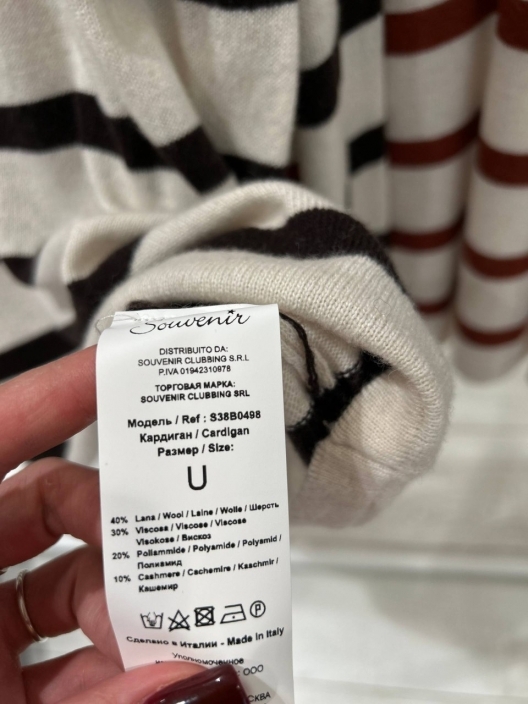 Souvenir
DISTRIBUITO DA:
SOUVENIR CLUBBING S.R.L
P.IVA 01942310978
ТОРГОВАЯ МАРКА:
SOUVENIR CLUBBING SRL
Модель / Ref : S38B0498
Кардиган / Cardigan
Размер / Size:
U
40% Lana / Wool / Laine / Wolle / Шерсть
30% Viscosa / Viscose / Viscose
Viskose / Вискоз
20% Poliammide / Polyamide / Polyamid /
Полиамид
10% Cashmere / Cachemire / Kaschmir /
Кашемир
P
Сделано в Италии - Made in Italy
Уполномоченное
ООО